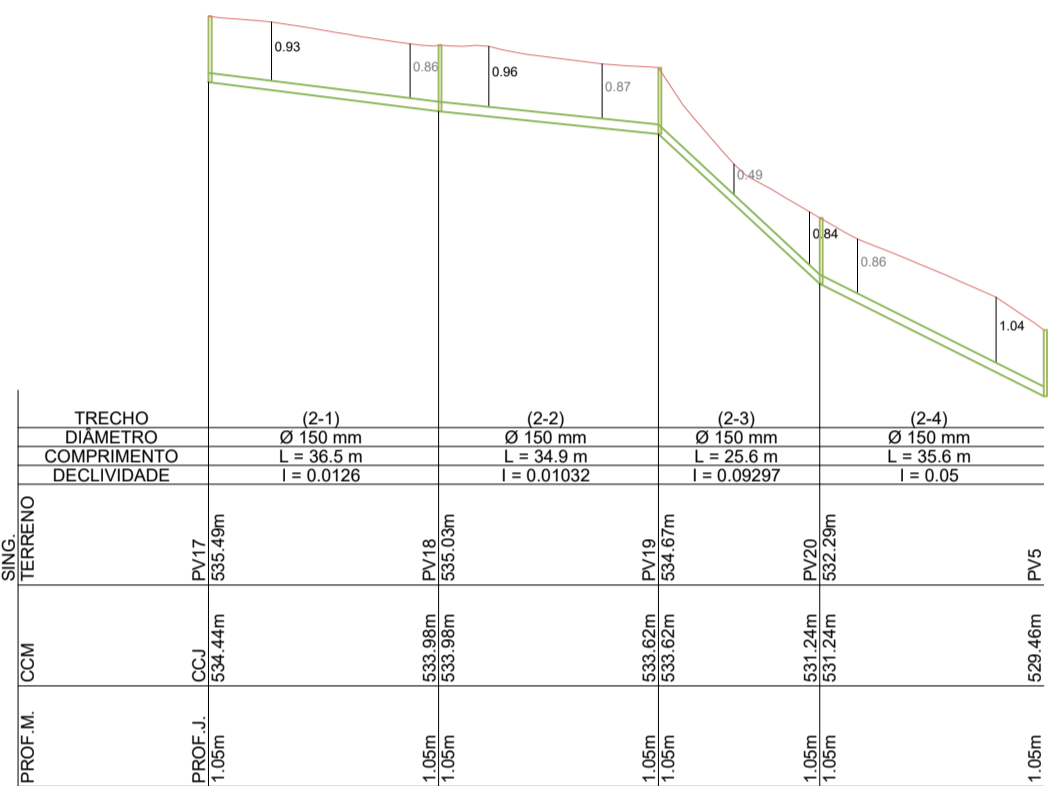 0.93
0.86
0.96
0.87
0.49
0.84
0.86
1.04
TRECHO (2-1) (2-2) (2-3) (2-4)
DIÂMETRO Ø 150 mm Ø 150 mm Ø 150 mm Ø 150 mm
COMPRIMENTO L = 36.5 m L = 34.9 m L = 25.6 m L = 35.6 m
DECLIVIDADE I = 0.0126 I = 0.01032 I = 0.09297 I = 0.05
SING. PV17 PV18 PV19 PV20 PV5
TERRENO 535.49m 535.03m 534.67m 532.29m
CCM 533.98m 533.62m 531.24m 529.46m
CCJ 534.44m 533.98m 533.62m 531.24m
PROF.M. 1.05m 1.05m 1.05m 1.05m
PROF.J. 1.05m 1.05m 1.05m 1.05m